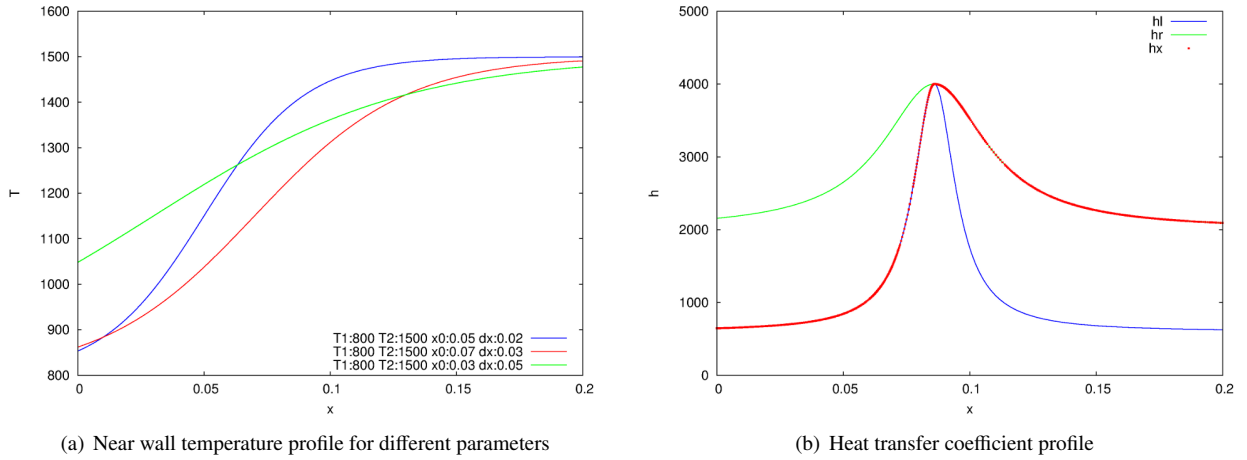 1600
1500
1400
1300
1200
1100
1000
900
800
T
0
0.05
0.1
0.15
0.2
x
T1:800 T2:1500 x0:0.05 dx:0.02
T1:800 T2:1500 x0:0.07 dx:0.03
T1:800 T2:1500 x0:0.03 dx:0.05
(a) Near wall temperature profile for different parameters
5000
4000
3000
2000
1000
0
h
0
0.05
0.1
0.15
0.2
x
hl
hr
hx
(b) Heat transfer coefficient profile